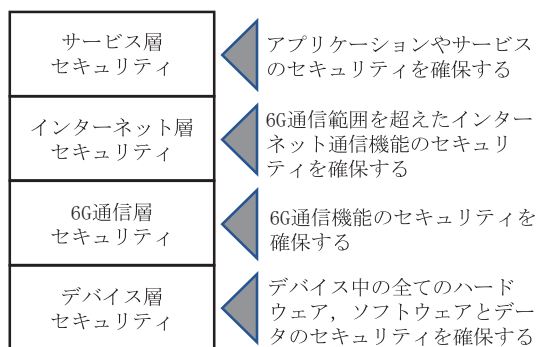 サービス層
セキュリティ
アプリケーションやサービス
のセキュリティを確保する
インターネット層
セキュリティ
6G通信範囲を超えたインター
ネット通信機能のセキュリ
ティを確保する
6G通信層
セキュリティ
6G通信機能のセキュリティを
確保する
デバイス層
セキュリティ
デバイス中の全てのハード
ウェア，ソフトウェアとデー
タのセキュリティを確保する